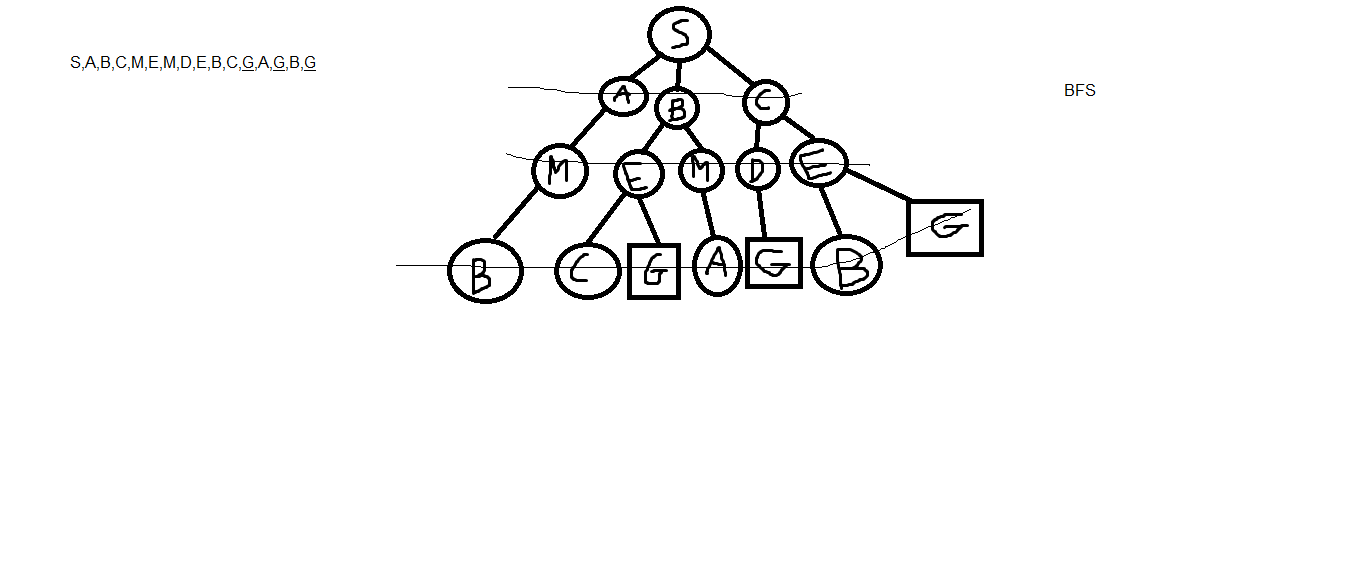 S
S,A,B,C,M,E,M,D,E,B,C,G,A,G,B,G
BFS
A B C
M E M D E
G
B C G A G B